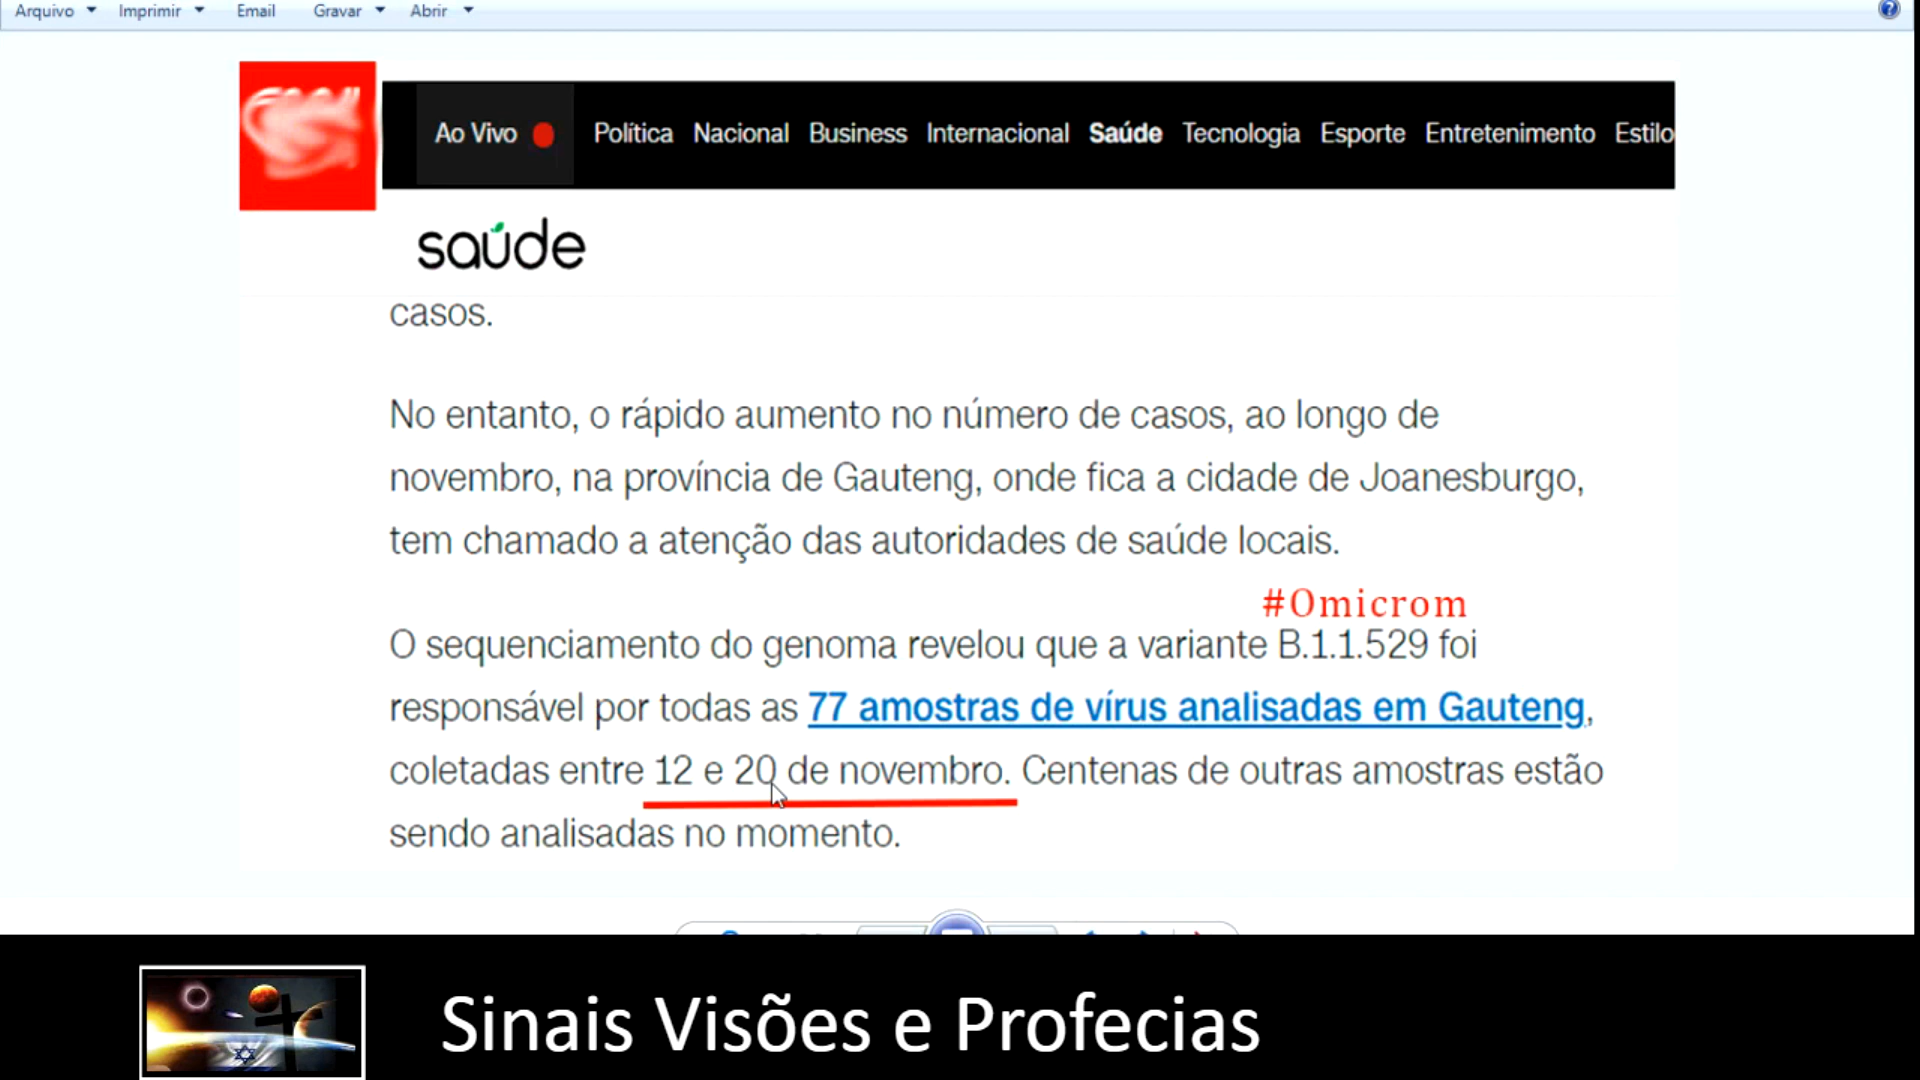 Arquivo Imprimir Email Gravar Abrir
Ao Vivo Política Nacional Business Internacional Saúde Tecnologia Esporte Entretenimento Estilo
saúde
casos.
No entanto, o rápido aumento no número de casos, ao longo de
novembro, na província de Gauteng, onde fica a cidade de Joanesburgo,
tem chamado a atenção das autoridades de saúde locais.
#Omicrom
O sequenciamento do genoma revelou que a variante B.1.1.529 foi
responsável por todas as 77 amostras de vírus analisadas em Gauteng,
coletadas entre 12 e 20 de novembro. Centenas de outras amostras estão
sendo analisadas no momento.
Sinais Visões e Profecias